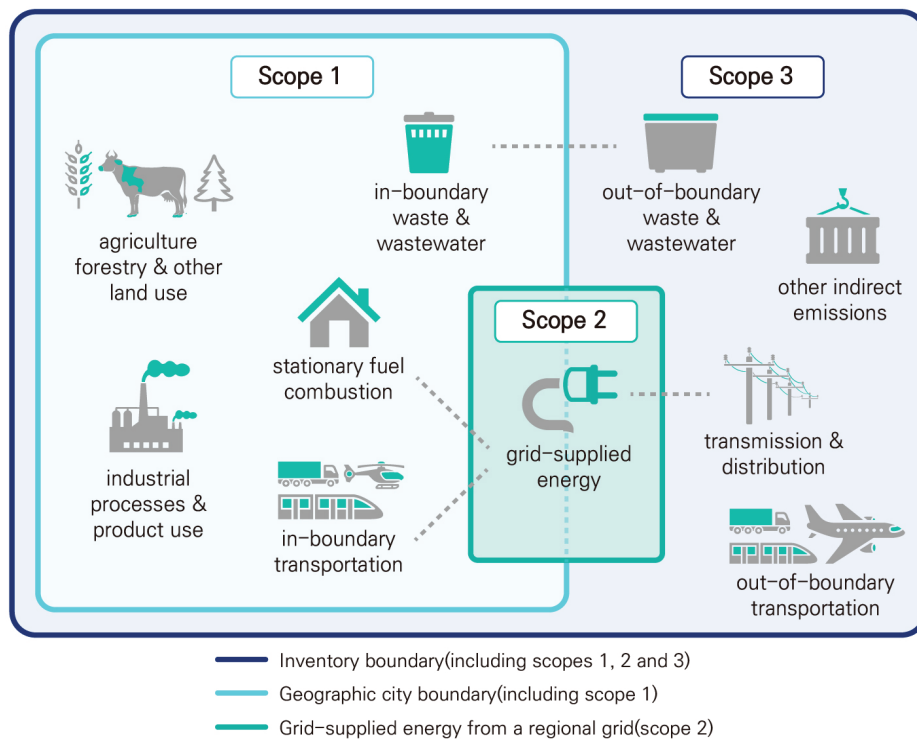 Scope 1
Scope 3
in-boundary
waste &
wastewater
out-of-boundary
waste &
wastewater
agriculture
forestry & other
land use
other indirect
emissions
Scope 2
stationary fuel
combustion
grid-supplied
energy
transmission &
distribution
industrial
processes &
product use
in-boundary
transportation
out-of-boundary
transportation
Inventory boundary(including scopes 1, 2 and 3)
Geographic city boundary(including scope 1)
Grid-supplied energy from a regional grid(scope 2)